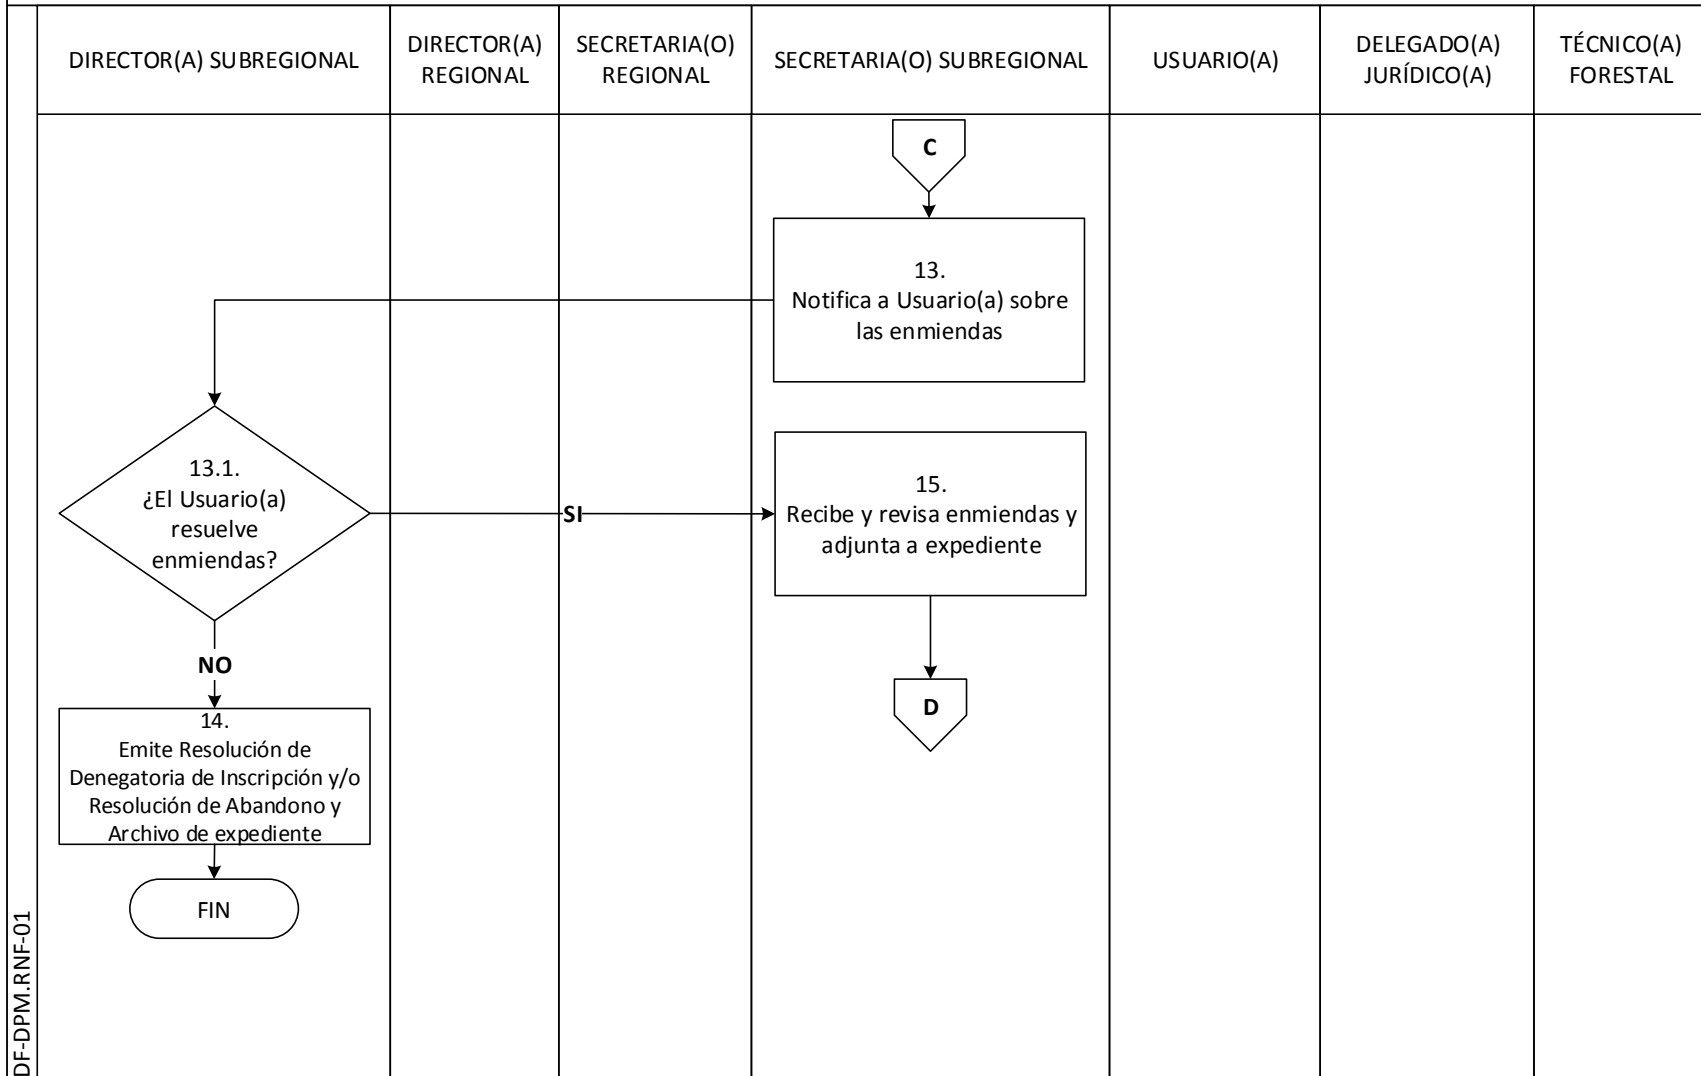 DIRECTOR(A) SUBREGIONAL
DIRECTOR(A)
REGIONAL
SECRETARIA(O)
REGIONAL
SECRETARIA(O) SUBREGIONAL
USUARIO(A)
DELEGADO(A)
JURÍDICO(A)
TÉCNICO(A)
FORESTAL
C
13.
Notifica a Usuario(a) sobre
las enmiendas
13.1.
¿El Usuario(a)
resuelve
enmiendas?
SI
15.
Recibe y revisa enmiendas y
adjunta a expediente
NO
D
14.
Emite Resolución de
Denegatoria de Inscripción y/o
Resolución de Abandono y
Archivo de expediente
FIN
DF-DPM.RNF-01